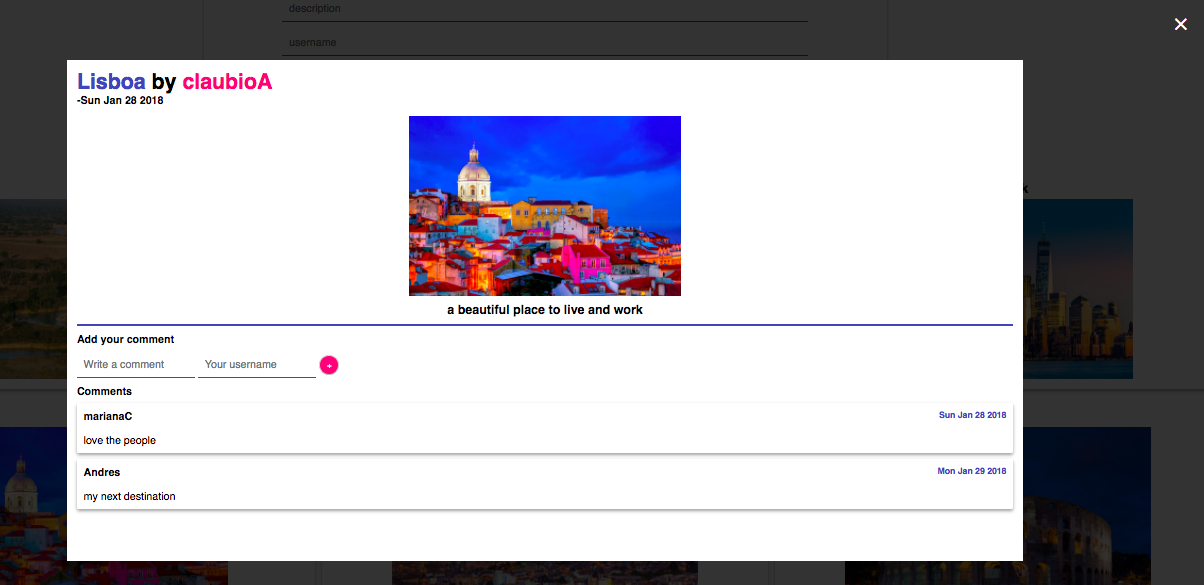 description
username
×
Lisboa by claubioA
-Sun Jan 28 2018
a beautiful place to live and work
Add your comment
Write a comment
Your username
+
Comments
marianaC
Sun Jan 28 2018
love the people
Andres
Mon Jan 29 2018
my next destination